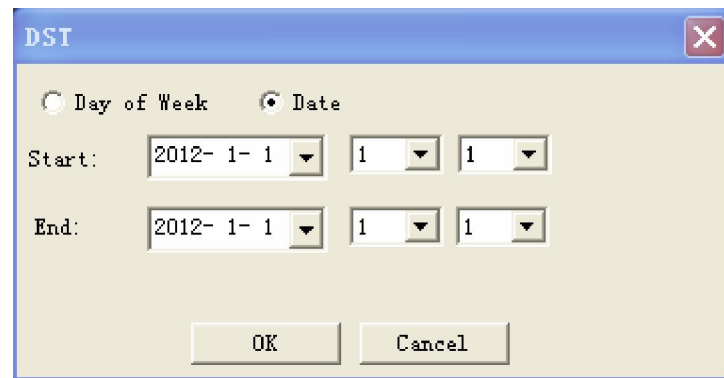 DST
Day of Week Date
Start: 2012- 1- 1 1 1
End: 2012- 1- 1 1 1
OK Cancel